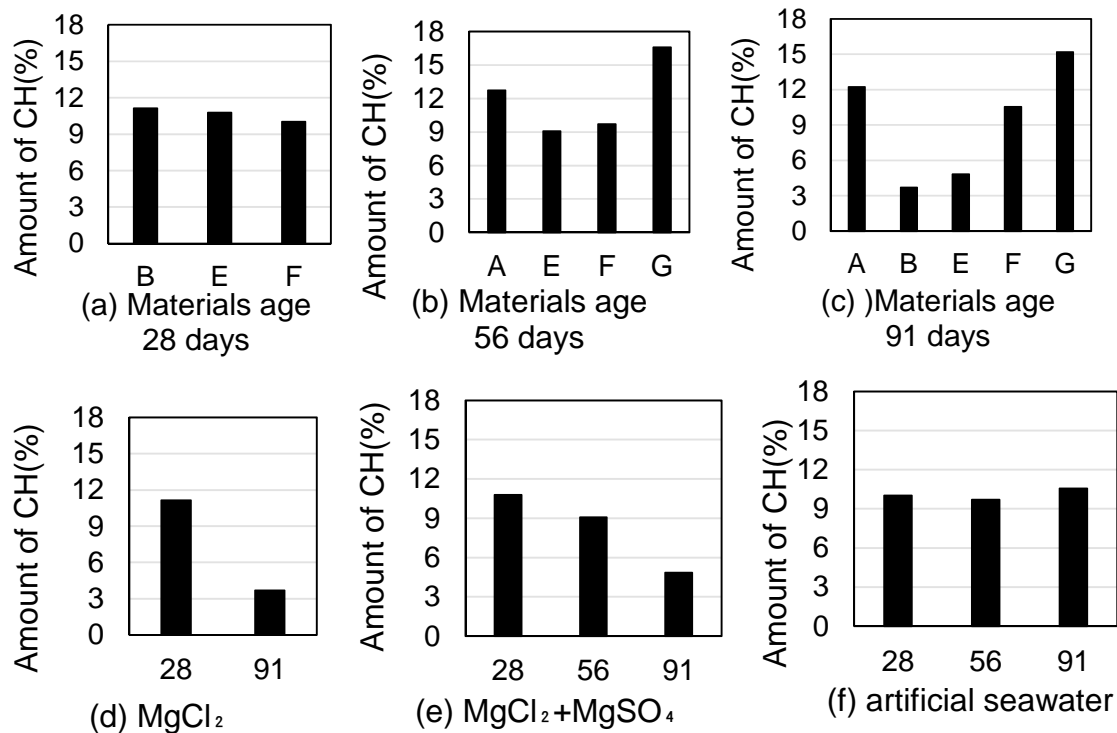 Amount of CH(%)
18
15
12
9
6
3
0
B E F
(a) Materials age
28 days
Amount of CH(%)
18
15
12
9
6
3
0
A E F G
(b) Materials age
56 days
Amount of CH(%)
18
15
12
9
6
3
0
A B E F G
(c) )Materials age
91 days
Amount of CH(%)
18
15
12
9
6
3
0
28 91
(d) MgCl₂
Amount of CH(%)
18
15
12
9
6
3
0
28 56 91
(e) MgCl₂+MgSO₄
Amount of CH(%)
18
15
12
9
6
3
0
28 56 91
(f) artificial seawater